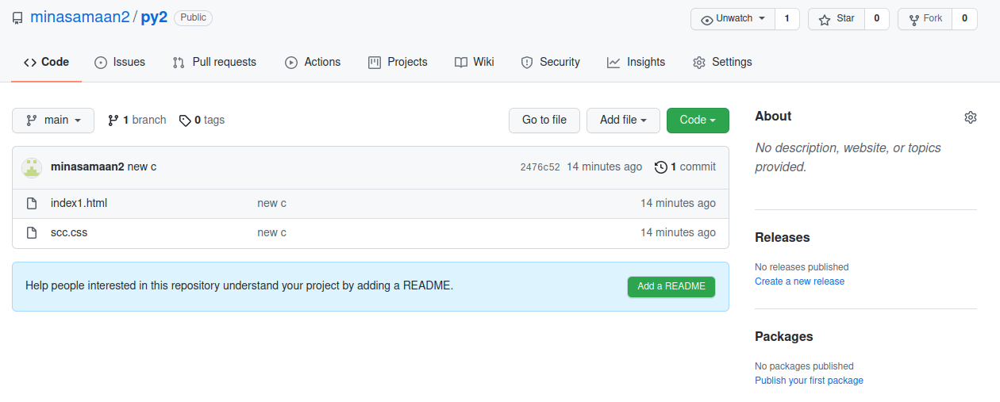 minasamaan2 / py2 Public
Unwatch 1 Star 0 Fork 0
Code Issues Pull requests Actions Projects Wiki Security Insights Settings
main 1 branch 0 tags Go to file Add file Code
minasamaan2 new c 2476c52 14 minutes ago 1 commit
index1.html new c 14 minutes ago
scc.css new c 14 minutes ago
Help people interested in this repository understand your project by adding a README. Add a README
About
No description, website, or topics
provided.
Releases
No releases published
Create a new release
Packages
No packages published
Publish your first package